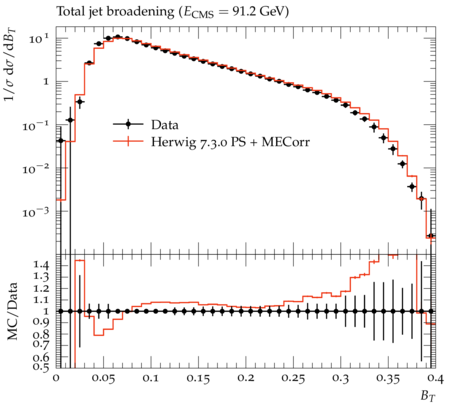 Total jet broadening (E_CMS = 91.2 GeV)
1/σ dσ/dB_T
10^1
1
10^−1
10^−2
10^−3
Data
Herwig 7.3.0 PS + MECorr
MC/Data
1.4
1.3
1.2
1.1
1
0.9
0.8
0.7
0.6
0.5
0 0.05 0.1 0.15 0.2 0.25 0.3 0.35 0.4
B_T